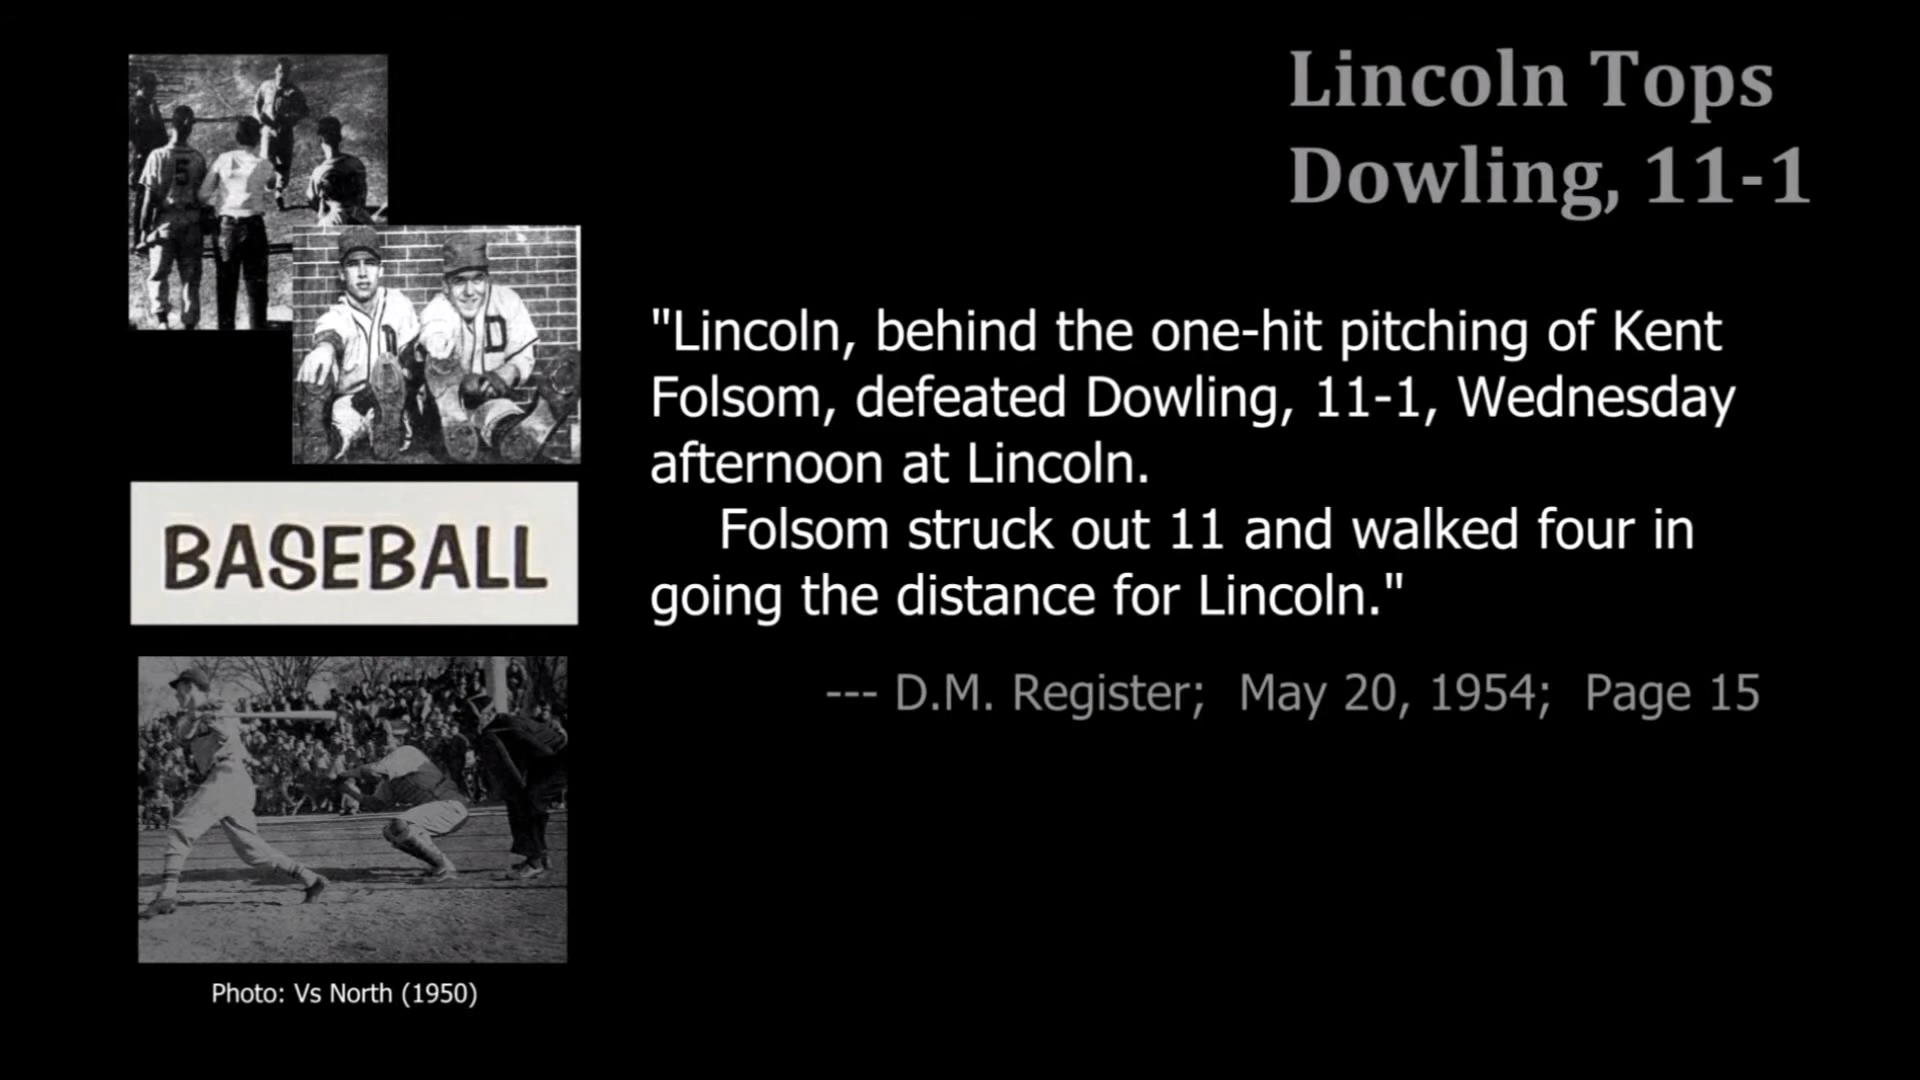 Lincoln Tops
Dowling, 11-1
5
D
BASEBALL
"Lincoln, behind the one-hit pitching of Kent
Folsom, defeated Dowling, 11-1, Wednesday
afternoon at Lincoln.
Folsom struck out 11 and walked four in
going the distance for Lincoln."
--- D.M. Register; May 20, 1954; Page 15
Photo: Vs North (1950)